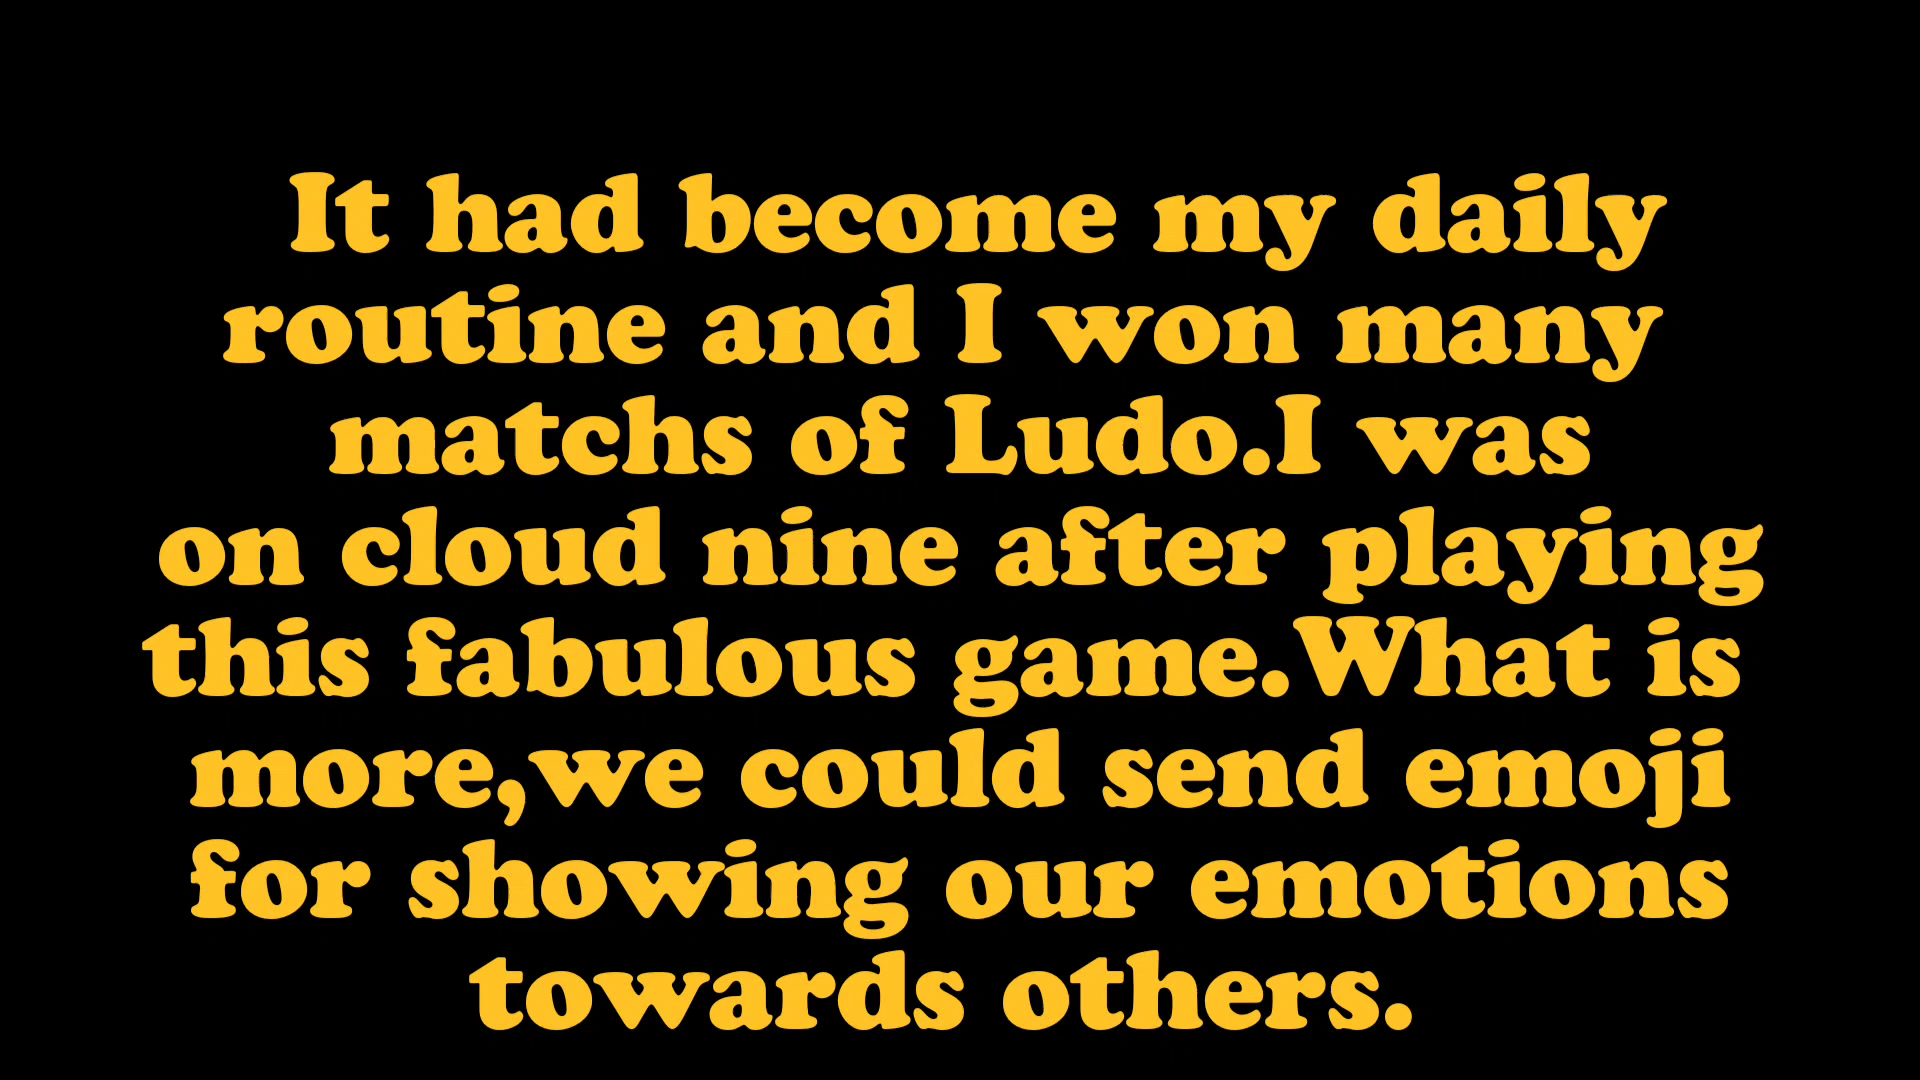 It had become my daily
routine and I won many
matchs of Ludo.I was
on cloud nine after playing
this fabulous game.What is
more,we could send emoji
for showing our emotions
towards others.